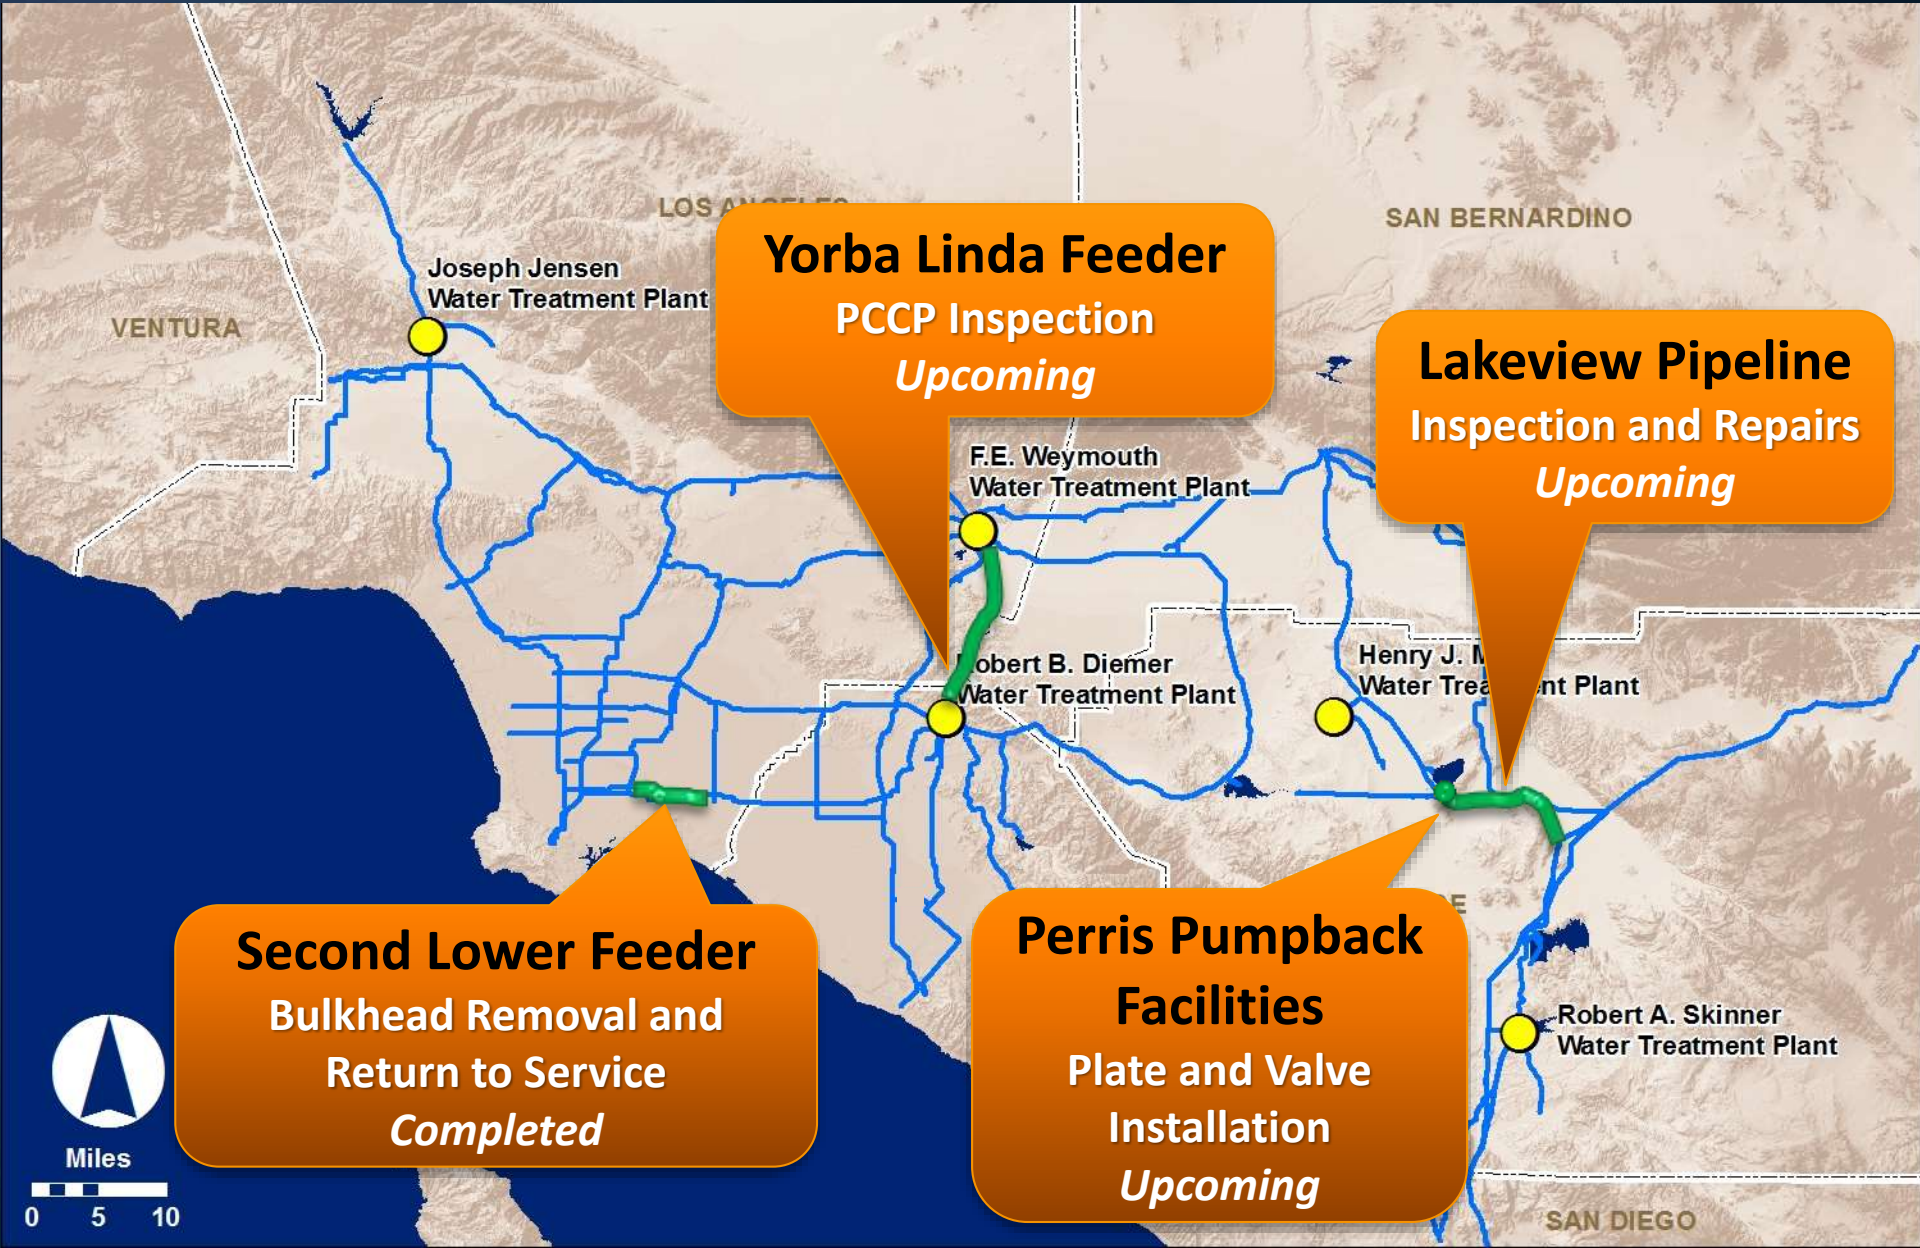 LOS ANGELES
SAN BERNARDINO
VENTURA
Joseph Jensen
Water Treatment Plant
Yorba Linda Feeder
PCCP Inspection
Upcoming
Lakeview Pipeline
Inspection and Repairs
Upcoming
F.E. Weymouth
Water Treatment Plant
Robert B. Diemer
Water Treatment Plant
Henry J.
Water Treatment Plant
Second Lower Feeder
Bulkhead Removal and
Return to Service
Completed
Perris Pumpback
Facilities
Plate and Valve
Installation
Upcoming
Robert A. Skinner
Water Treatment Plant
SAN DIEGO
Miles
0 5 10